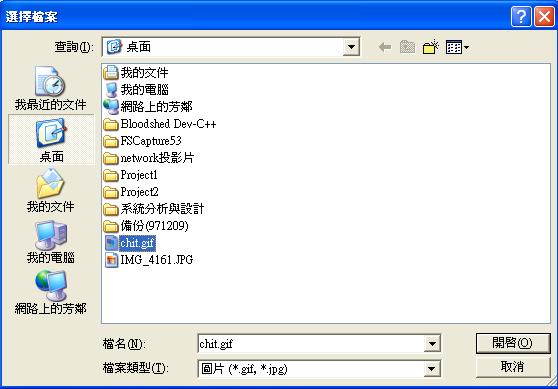 選擇檔案
查詢(I):
桌面
我最近的文件
桌面
我的文件
我的電腦
網路上的芳鄰
我的文件
我的電腦
網路上的芳鄰
Bloodshed Dev-C++
FSCapture53
network投影片
Project1
Project2
系統分析與設計
備份(971209)
chit.gif
IMG_4161.JPG
檔名(N):
chit.gif
開啓(O)
檔案類型(T):
圖片 (*.gif, *.jpg)
取消